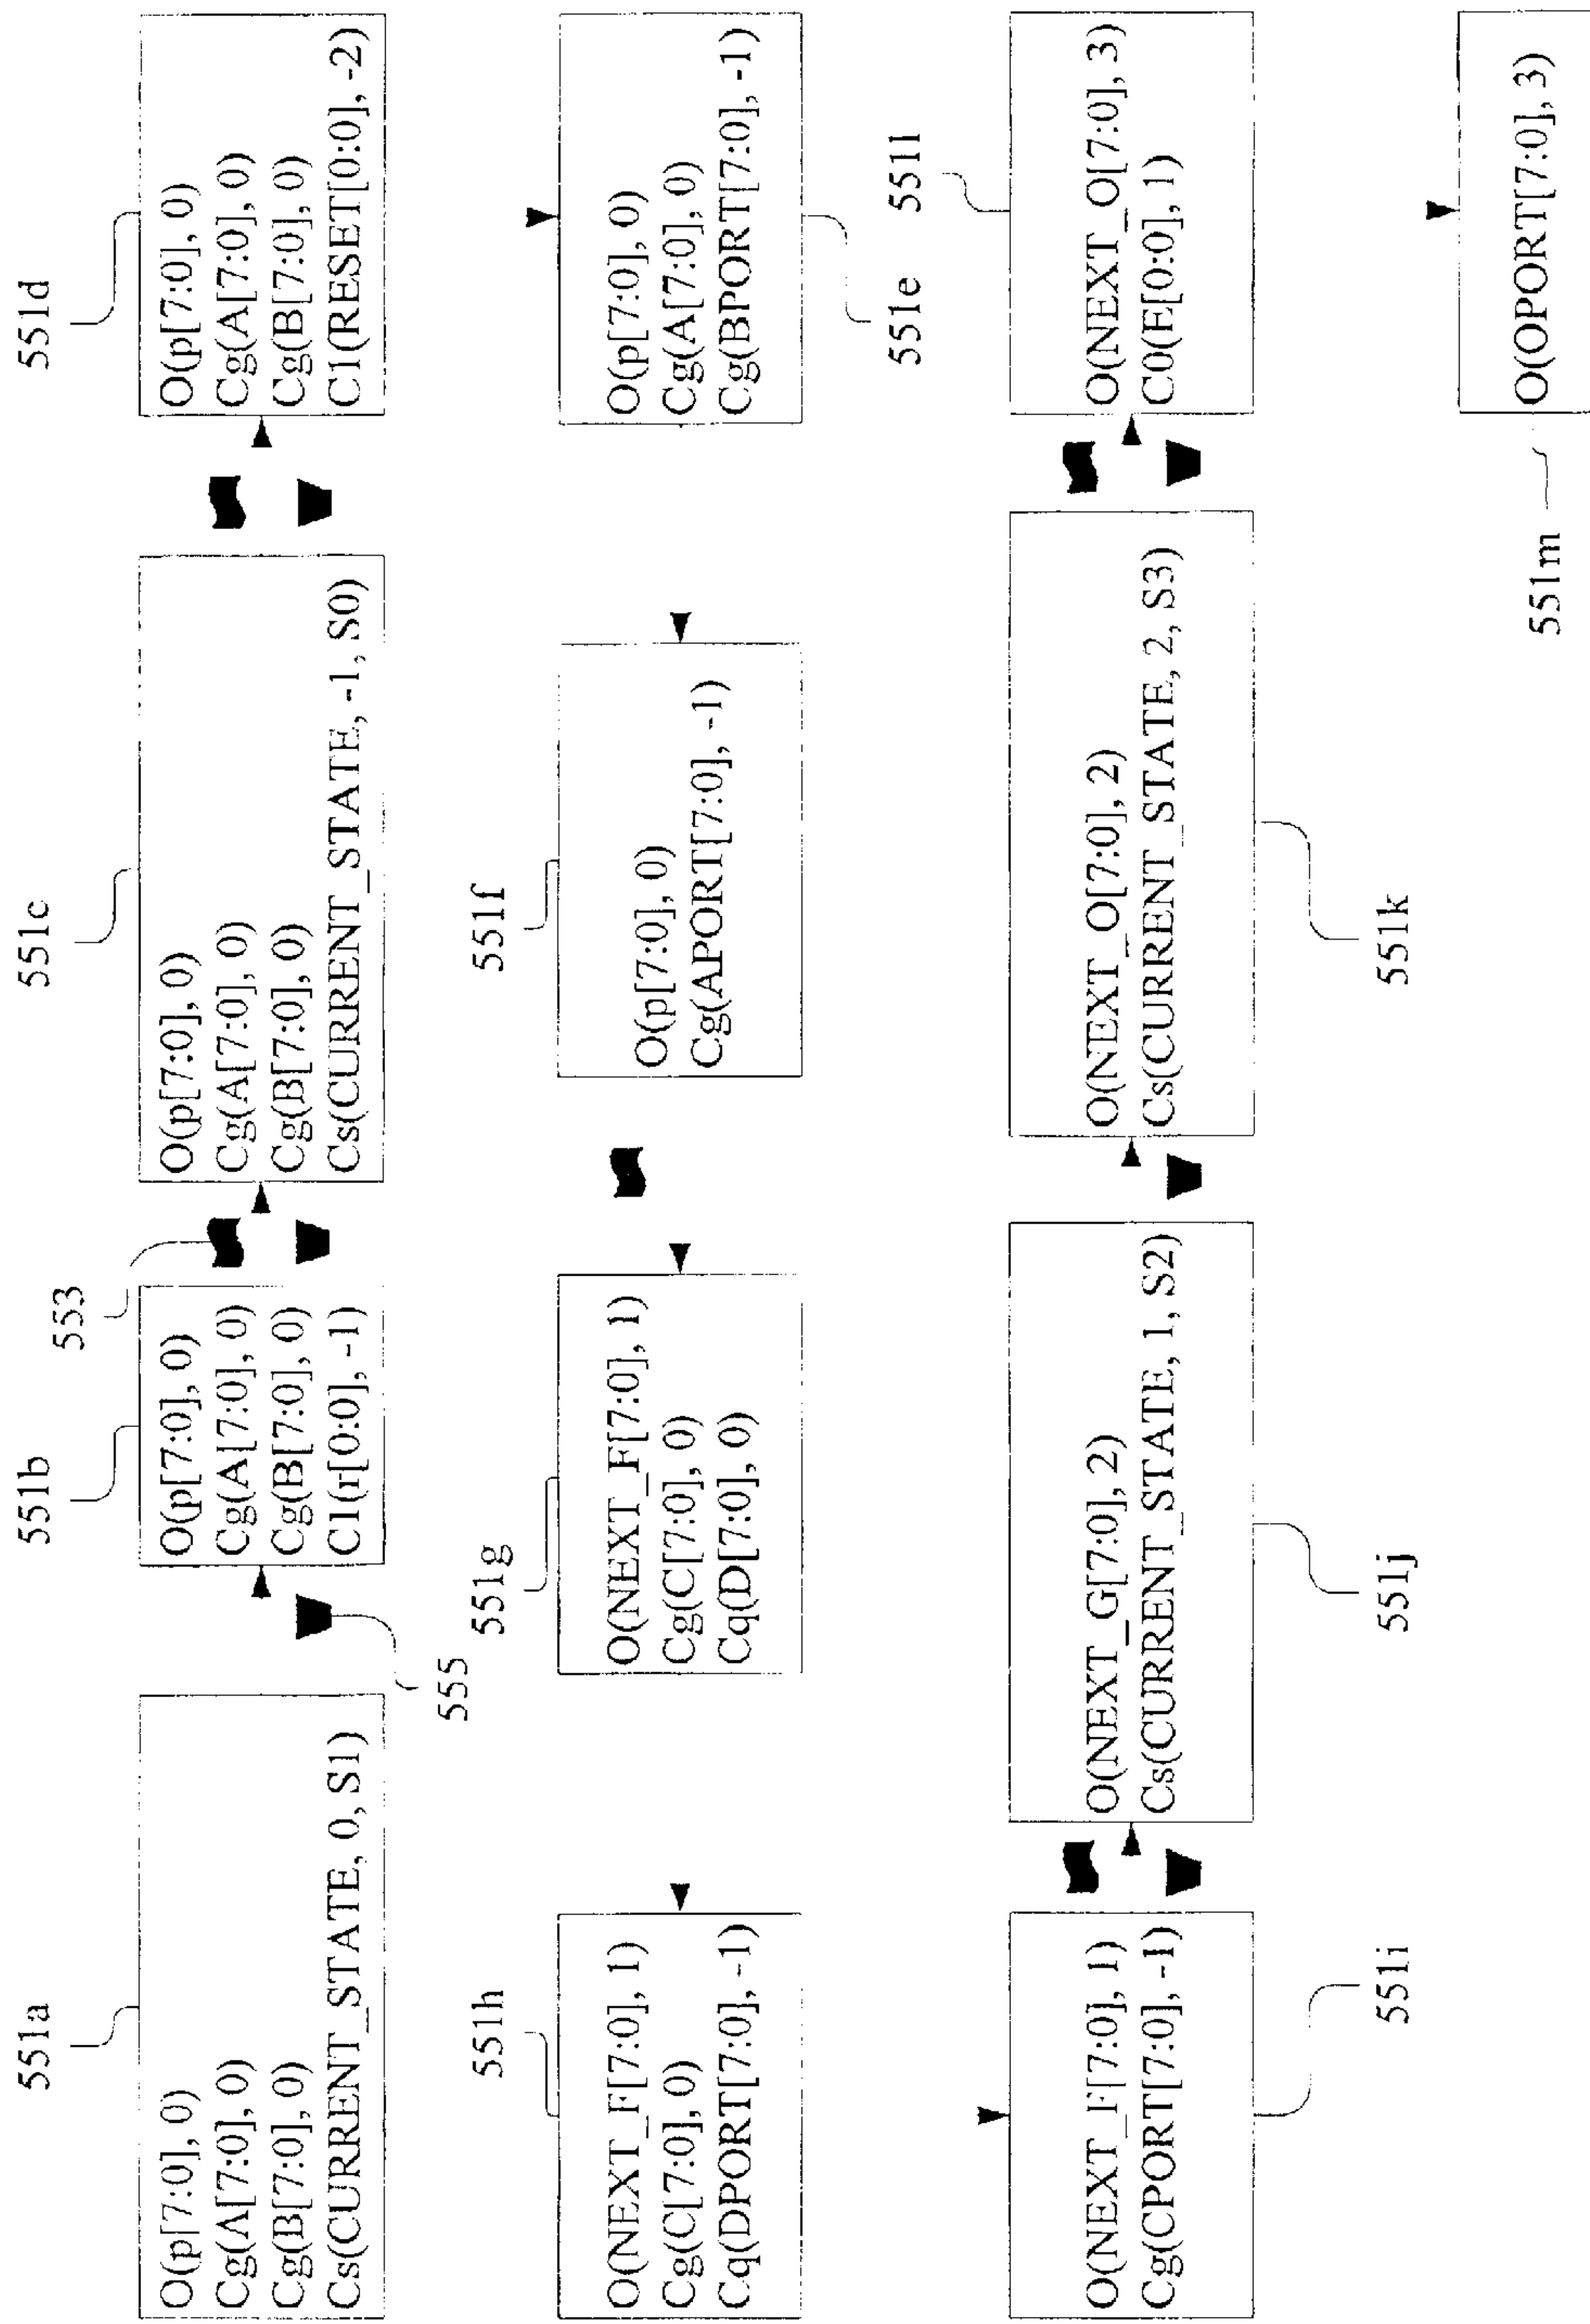 551a
O(p[7:0], 0)
Cg(A[7:0], 0)
Cg(B[7:0], 0)
Cs(CURRENT_STATE, 0, S1)
555
551b
O(p[7:0], 0)
Cg(A[7:0], 0)
Cg(B[7:0], 0)
C1(r[0:0], -1)
553
551c
O(p[7:0], 0)
Cg(A[7:0], 0)
Cg(B[7:0], 0)
Cs(CURRENT_STATE, -1, S0)
551d
O(p[7:0], 0)
Cg(A[7:0], 0)
Cg(B[7:0], 0)
C1(RESET[0:0], -2)
551h
O(NEXT_F[7:0], 1)
Cg(C[7:0], 0)
Cq(DPORT[7:0], -1)
551g
O(NEXT_F[7:0], 1)
Cg(C[7:0], 0)
Cq(D[7:0], 0)
551f
O(p[7:0], 0)
Cg(APORT[7:0], -1)
O(p[7:0], 0)
Cg(A[7:0], 0)
Cg(BPORT[7:0], -1)
551e
O(NEXT_F[7:0], 1)
Cg(CPORT[7:0], -1)
551i
O(NEXT_G[7:0], 2)
Cs(CURRENT_STATE, 1, S2)
551j
O(NEXT_O[7:0], 2)
Cs(CURRENT_STATE, 2, S3)
551k
551l
O(NEXT_O[7:0], 3)
C0(E[0:0], 1)
551m
O(OPORT[7:0], 3)